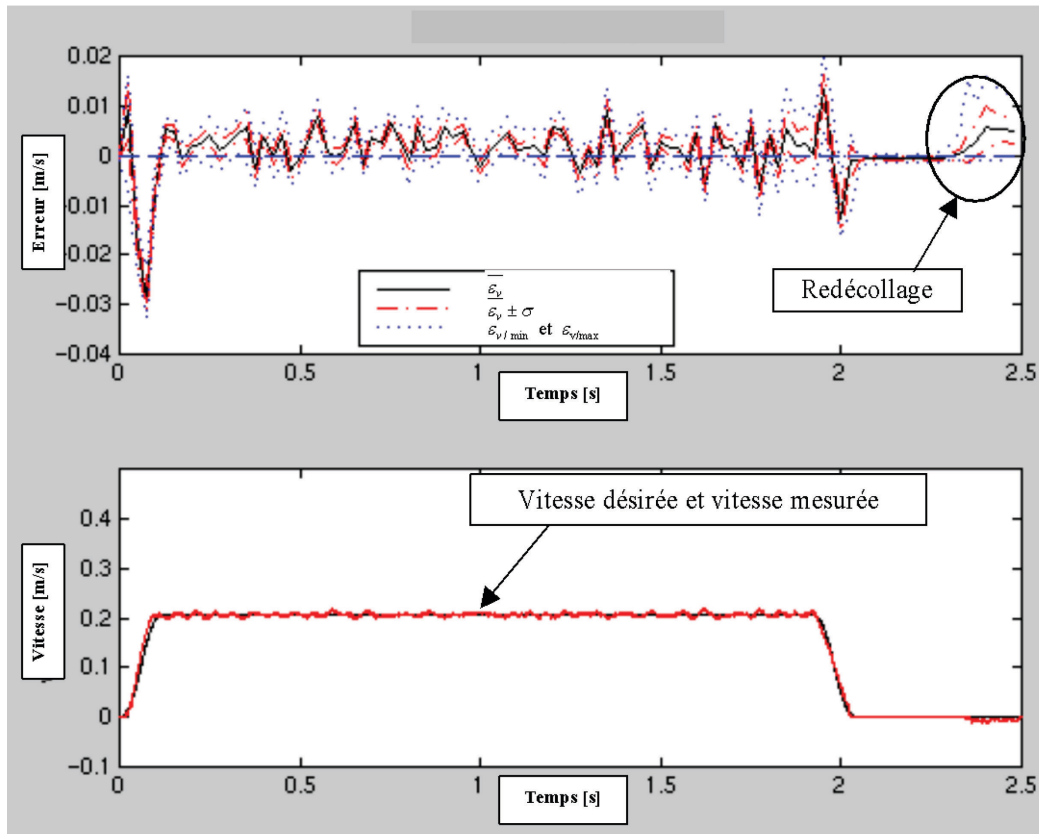 0.02
0.01
0
-0.01
-0.02
-0.03
-0.04
Erreur [m/s]
Redécollage
ε̅ᵥ
ε̅ᵥ ± σ
εᵥ/min et εᵥ/max
0 0.5 1 1.5 2 2.5
Temps [s]
Vitesse désirée et vitesse mesurée
0.4
0.3
0.2
0.1
0
-0.1
Vitesse [m/s]
0 0.5 1 1.5 2 2.5
Temps [s]